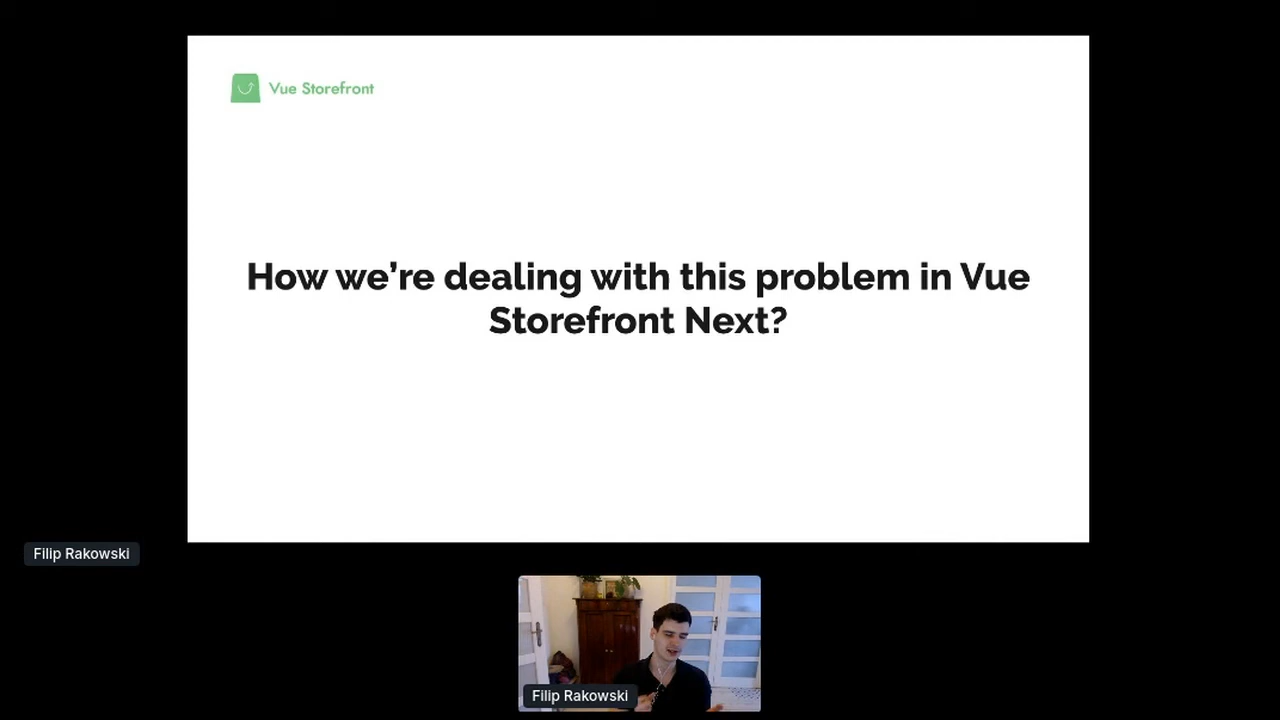 Vue Storefront
How we’re dealing with this problem in Vue
Storefront Next?
Filip Rakowski
Filip Rakowski